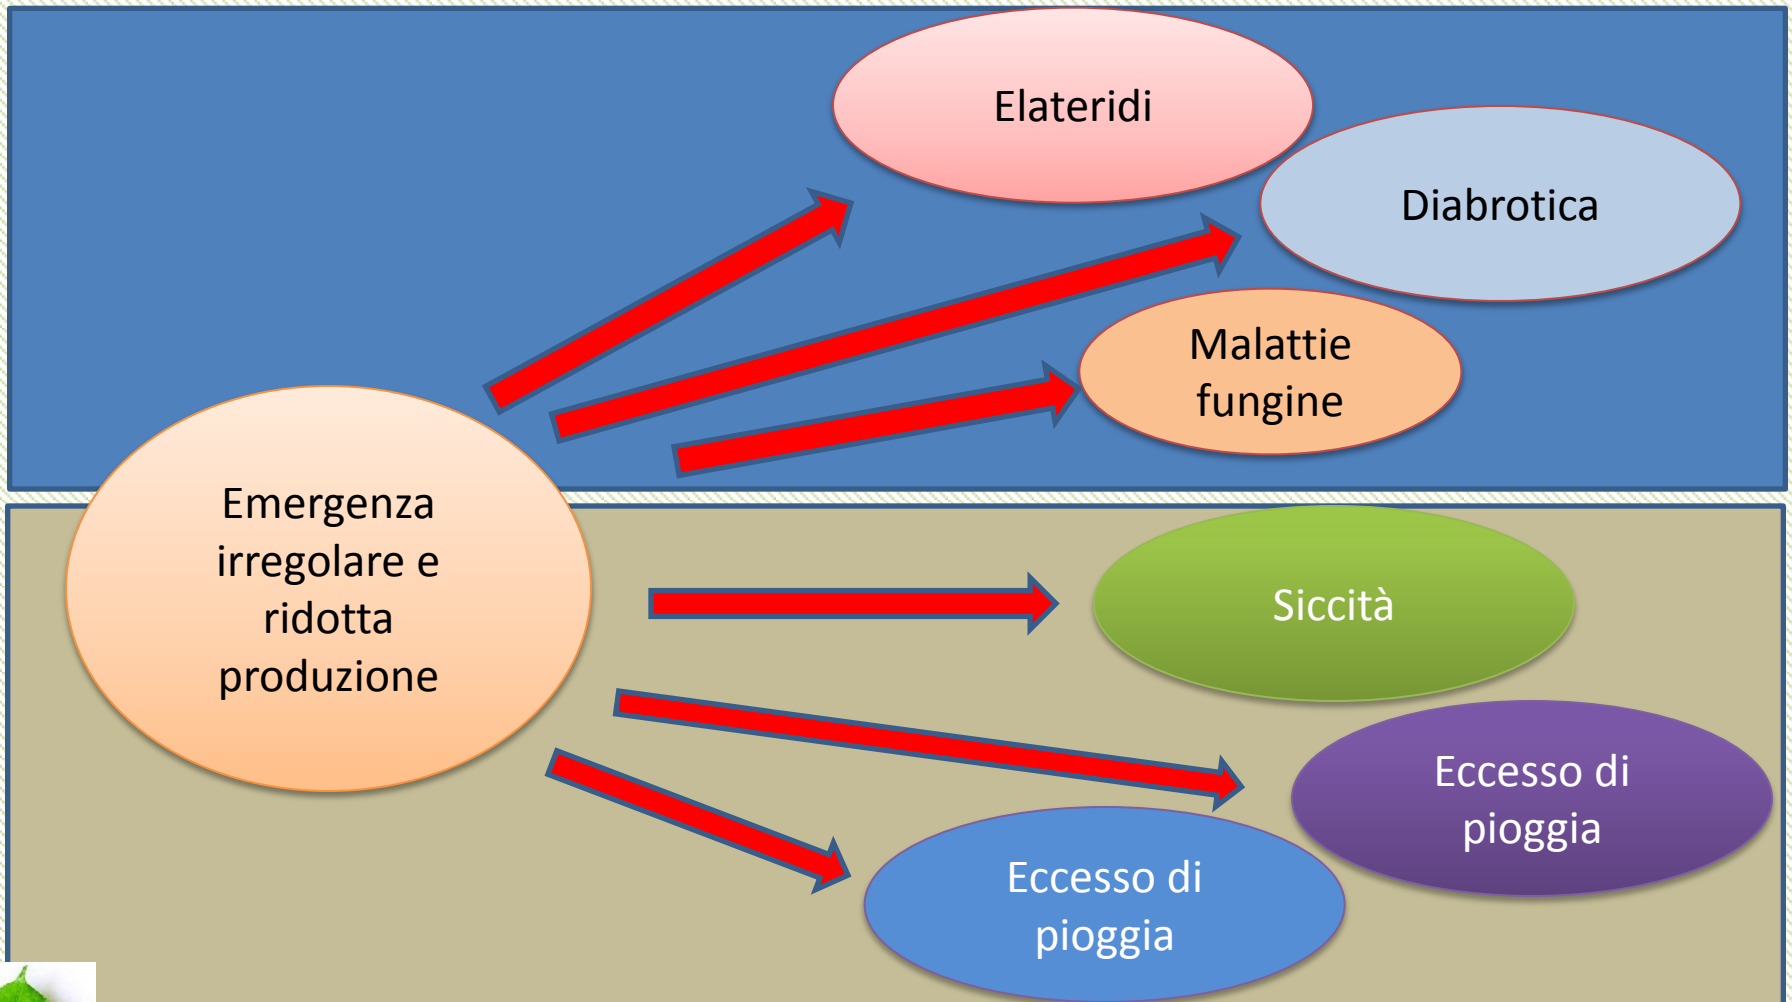 Elateridi
Diabrotica
Malattie
fungine
Emergenza
irregolare e
ridotta
produzione
Siccità
Eccesso di
pioggia
Eccesso di
pioggia